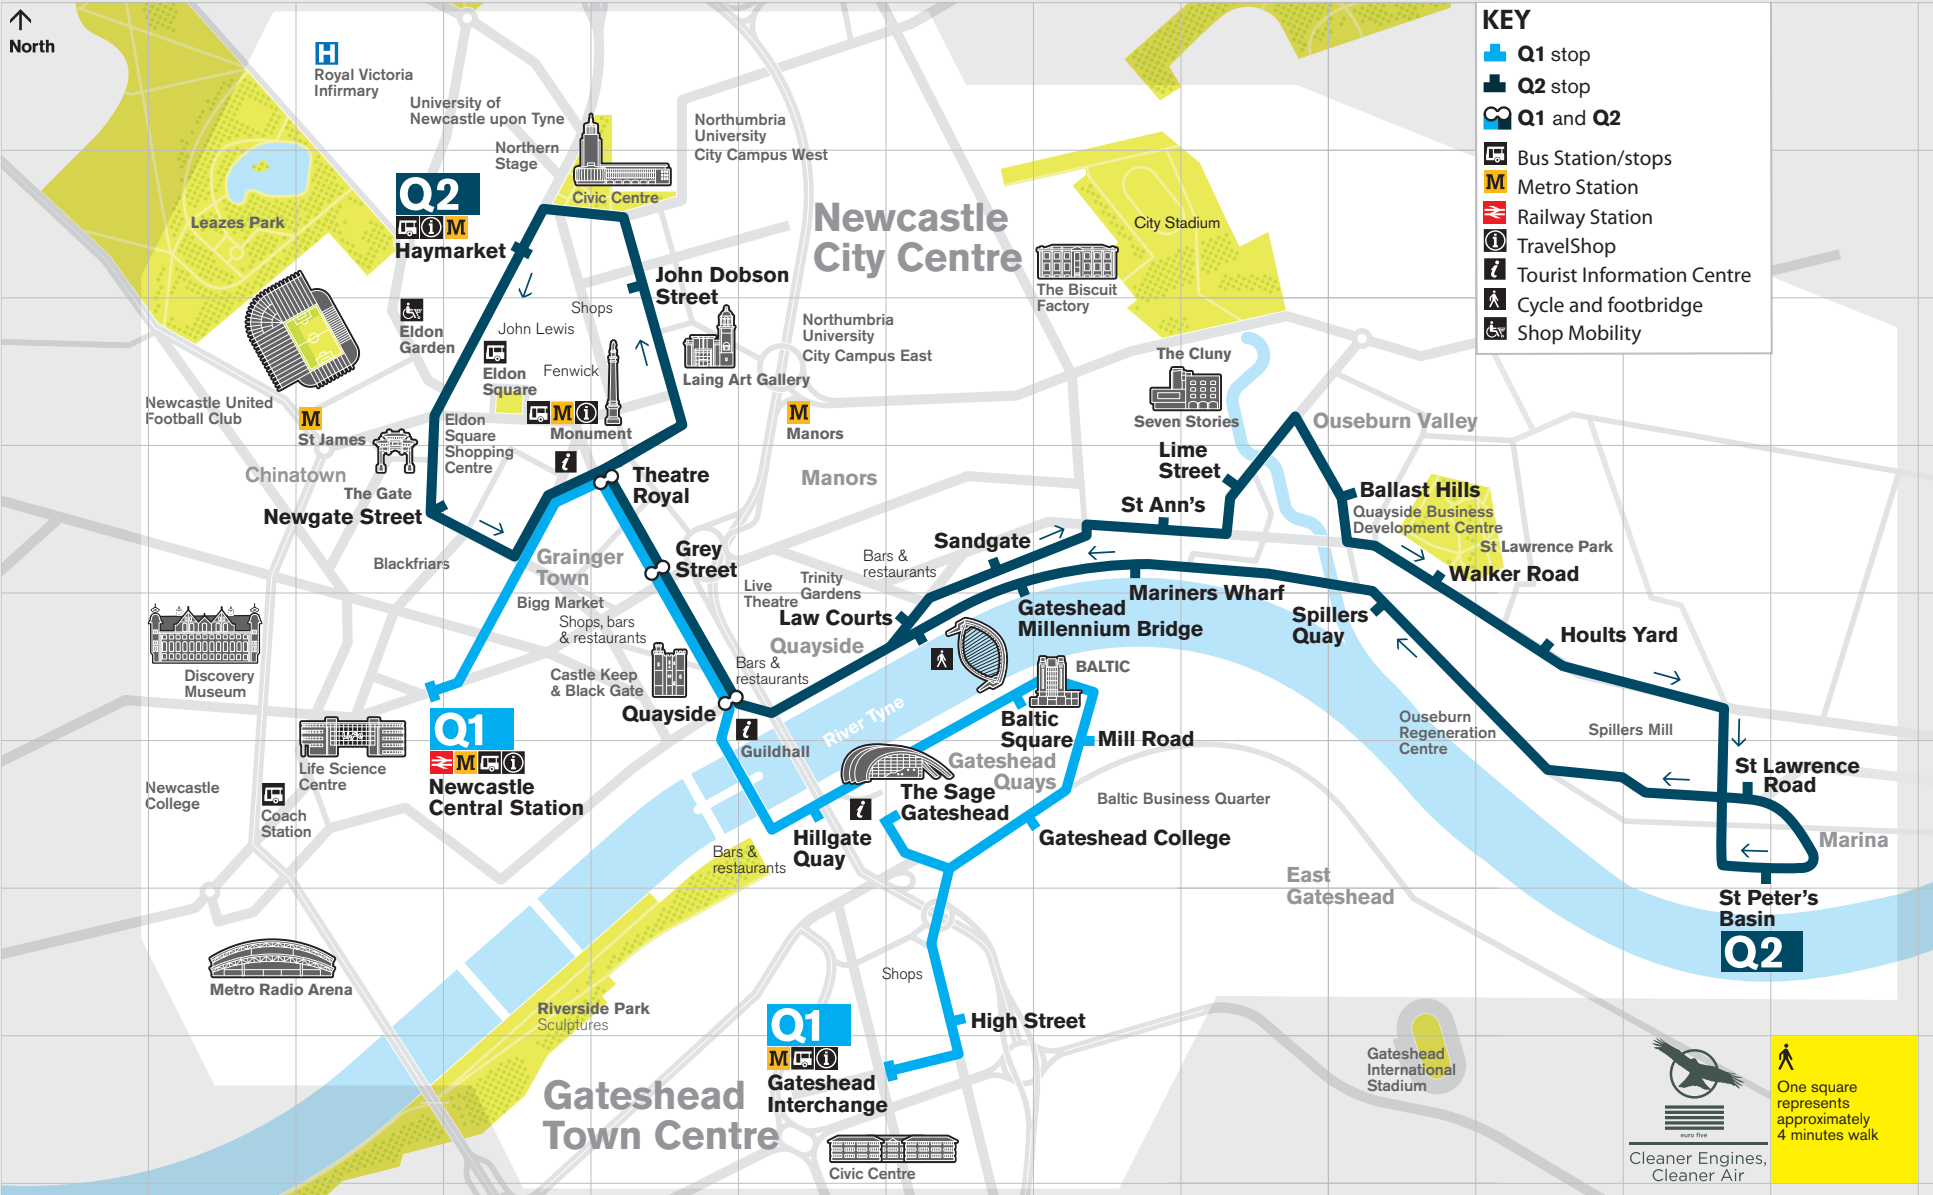 North
H
Royal Victoria
Infirmary
University of
Newcastle upon Tyne
Northern
Stage
Northumbria
University
City Campus West
Civic Centre
Leazes Park
Q2
M
Haymarket
Newcastle
City Centre
City Stadium
The Biscuit
Factory
John Dobson
Street
Shops
John Lewis
Eldon
Garden
Eldon
Square
Fenwick
Northumbria
University
City Campus East
Laing Art Gallery
Newcastle United
Football Club
M
St James
Eldon
Square
Shopping
Centre
M
Monument
M
Manors
The Cluny
Seven Stories
Ouseburn Valley
Chinatown
The Gate
Newgate Street
Theatre
Royal
Manors
Lime
Street
St Ann's
Ballast Hills
Quayside Business
Development Centre
St Lawrence Park
Walker Road
Blackfriars
Grainger
Town
Grey
Street
Sandgate
Bars &
restaurants
Bigg Market
Shops, bars
& restaurants
Live
Theatre
Trinity
Gardens
Law Courts
Quayside
Gateshead
Millennium Bridge
Mariners Wharf
Spillers
Quay
Hoults Yard
Discovery
Museum
Castle Keep
& Black Gate
Bars &
restaurants
Quayside
BALTIC
River Tyne
Baltic
Square
Mill Road
Gateshead
Quays
Ouseburn
Regeneration
Centre
Spillers Mill
St Lawrence
Road
Q1
M
Newcastle
Central Station
Guildhall
Life Science
Centre
Newcastle
College
Coach
Station
The Sage
Gateshead
Baltic Business Quarter
Gateshead College
Hillgate
Quay
Bars &
restaurants
Marina
East
Gateshead
St Peter's
Basin
Q2
Metro Radio Arena
Riverside Park
Sculptures
Shops
Q1
M
Gateshead
Interchange
High Street
Gateshead
International
Stadium
Gateshead
Town Centre
Civic Centre
KEY
Q1 stop
Q2 stop
Q1 and Q2
Bus Station/stops
M Metro Station
Railway Station
TravelShop
Tourist Information Centre
Cycle and footbridge
Shop Mobility
euro five
Cleaner Engines,
Cleaner Air
One square
represents
approximately
4 minutes walk